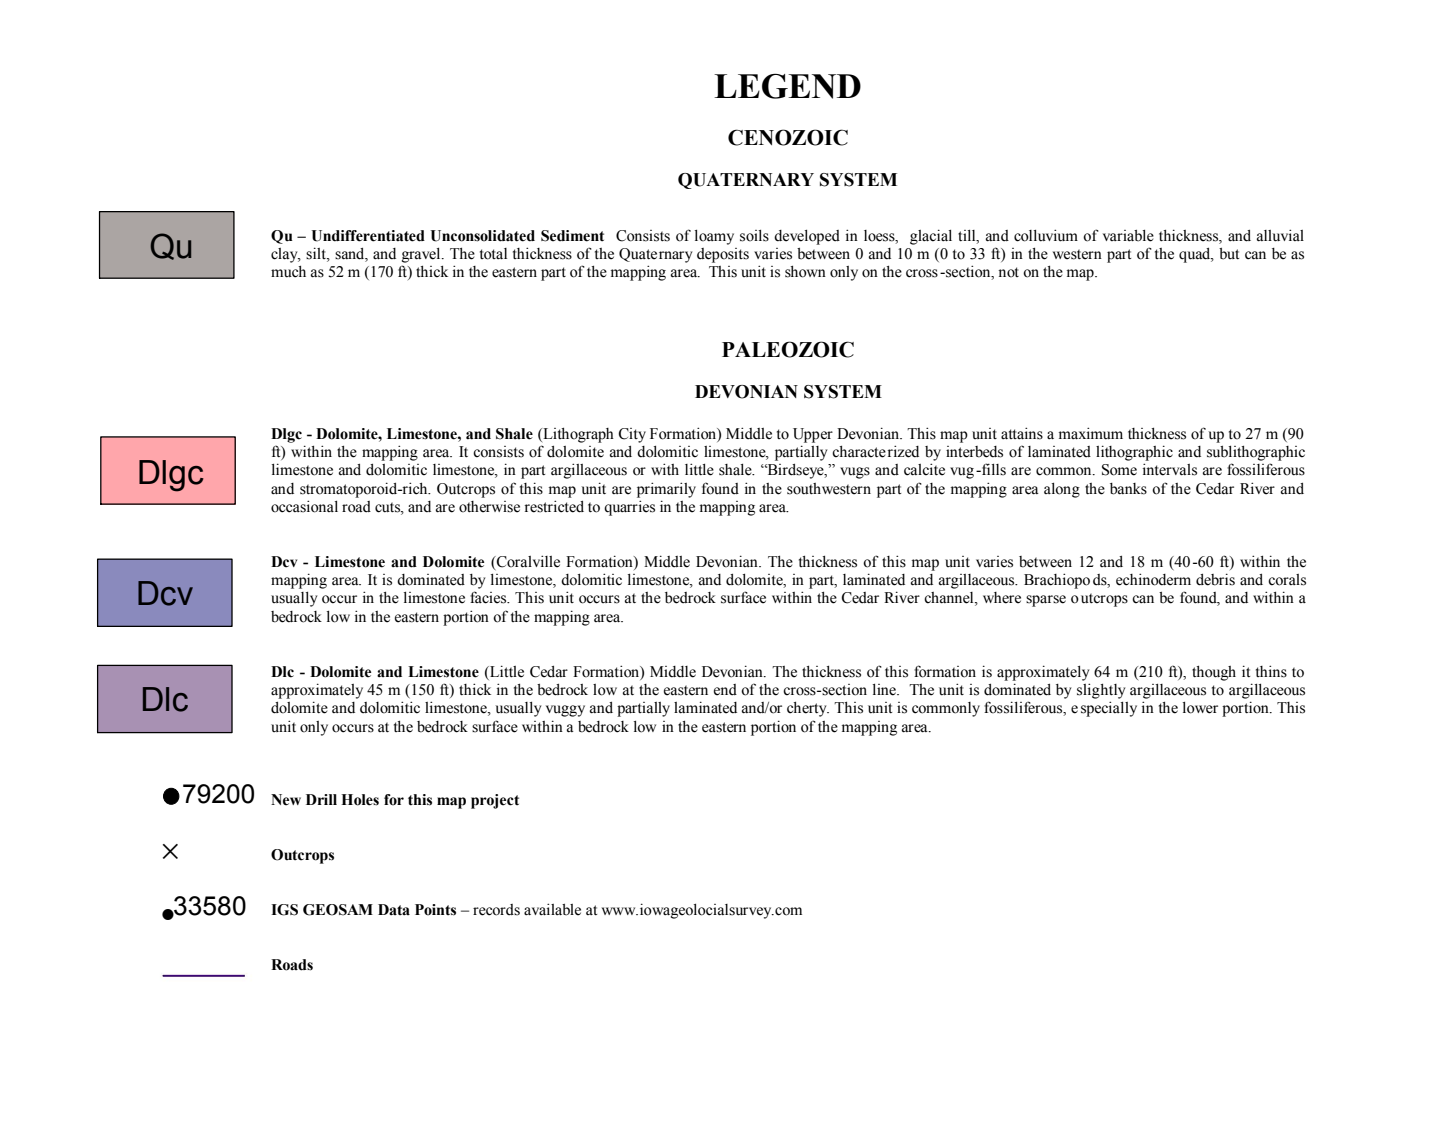 LEGEND
CENOZOIC
QUATERNARY SYSTEM
Qu
Qu – Undifferentiated Unconsolidated Sediment Consists of loamy soils developed in loess, glacial till, and colluvium of variable thickness, and alluvial
clay, silt, sand, and gravel. The total thickness of the Quaternary deposits varies between 0 and 10 m (0 to 33 ft) in the western part of the quad, but can be as
much as 52 m (170 ft) thick in the eastern part of the mapping area. This unit is shown only on the cross-section, not on the map.
PALEOZOIC
DEVONIAN SYSTEM
Dlgc
Dlgc - Dolomite, Limestone, and Shale (Lithograph City Formation) Middle to Upper Devonian. This map unit attains a maximum thickness of up to 27 m (90
ft) within the mapping area. It consists of dolomite and dolomitic limestone, partially characterized by interbeds of laminated lithographic and sublithographic
limestone and dolomitic limestone, in part argillaceous or with little shale. “Birdseye,” vugs and calcite vug-fills are common. Some intervals are fossiliferous
and stromatoporoid-rich. Outcrops of this map unit are primarily found in the southwestern part of the mapping area along the banks of the Cedar River and
occasional road cuts, and are otherwise restricted to quarries in the mapping area.
Dcv
Dcv - Limestone and Dolomite (Coralville Formation) Middle Devonian. The thickness of this map unit varies between 12 and 18 m (40-60 ft) within the
mapping area. It is dominated by limestone, dolomitic limestone, and dolomite, in part, laminated and argillaceous. Brachiopods, echinoderm debris and corals
usually occur in the limestone facies. This unit occurs at the bedrock surface within the Cedar River channel, where sparse outcrops can be found, and within a
bedrock low in the eastern portion of the mapping area.
Dlc
Dlc - Dolomite and Limestone (Little Cedar Formation) Middle Devonian. The thickness of this formation is approximately 64 m (210 ft), though it thins to
approximately 45 m (150 ft) thick in the bedrock low at the eastern end of the cross-section line. The unit is dominated by slightly argillaceous to argillaceous
dolomite and dolomitic limestone, usually vuggy and partially laminated and/or cherty. This unit is commonly fossiliferous, especially in the lower portion. This
unit only occurs at the bedrock surface within a bedrock low in the eastern portion of the mapping area.
79200 New Drill Holes for this map project
Outcrops
33580 IGS GEOSAM Data Points – records available at www.iowageolocialsurvey.com
Roads